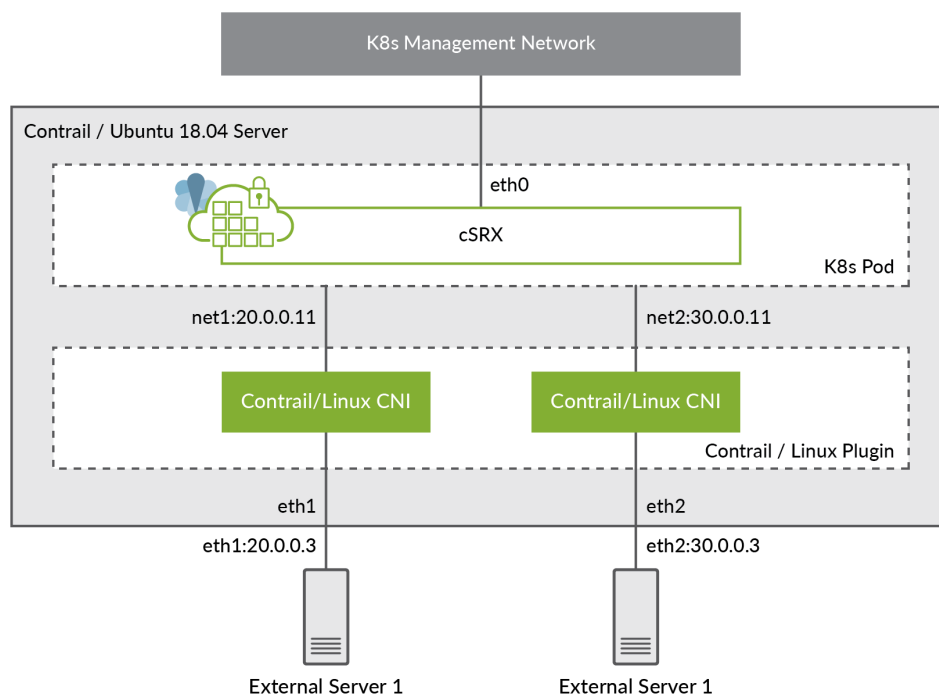 K8s Management Network
Contrail / Ubuntu 18.04 Server
eth0
cSRX
K8s Pod
net1:20.0.0.11
net2:30.0.0.11
Contrail/Linux CNI
Contrail/Linux CNI
Contrail / Linux Plugin
eth1
eth2
eth1:20.0.0.3
eth2:30.0.0.3
External Server 1
External Server 1